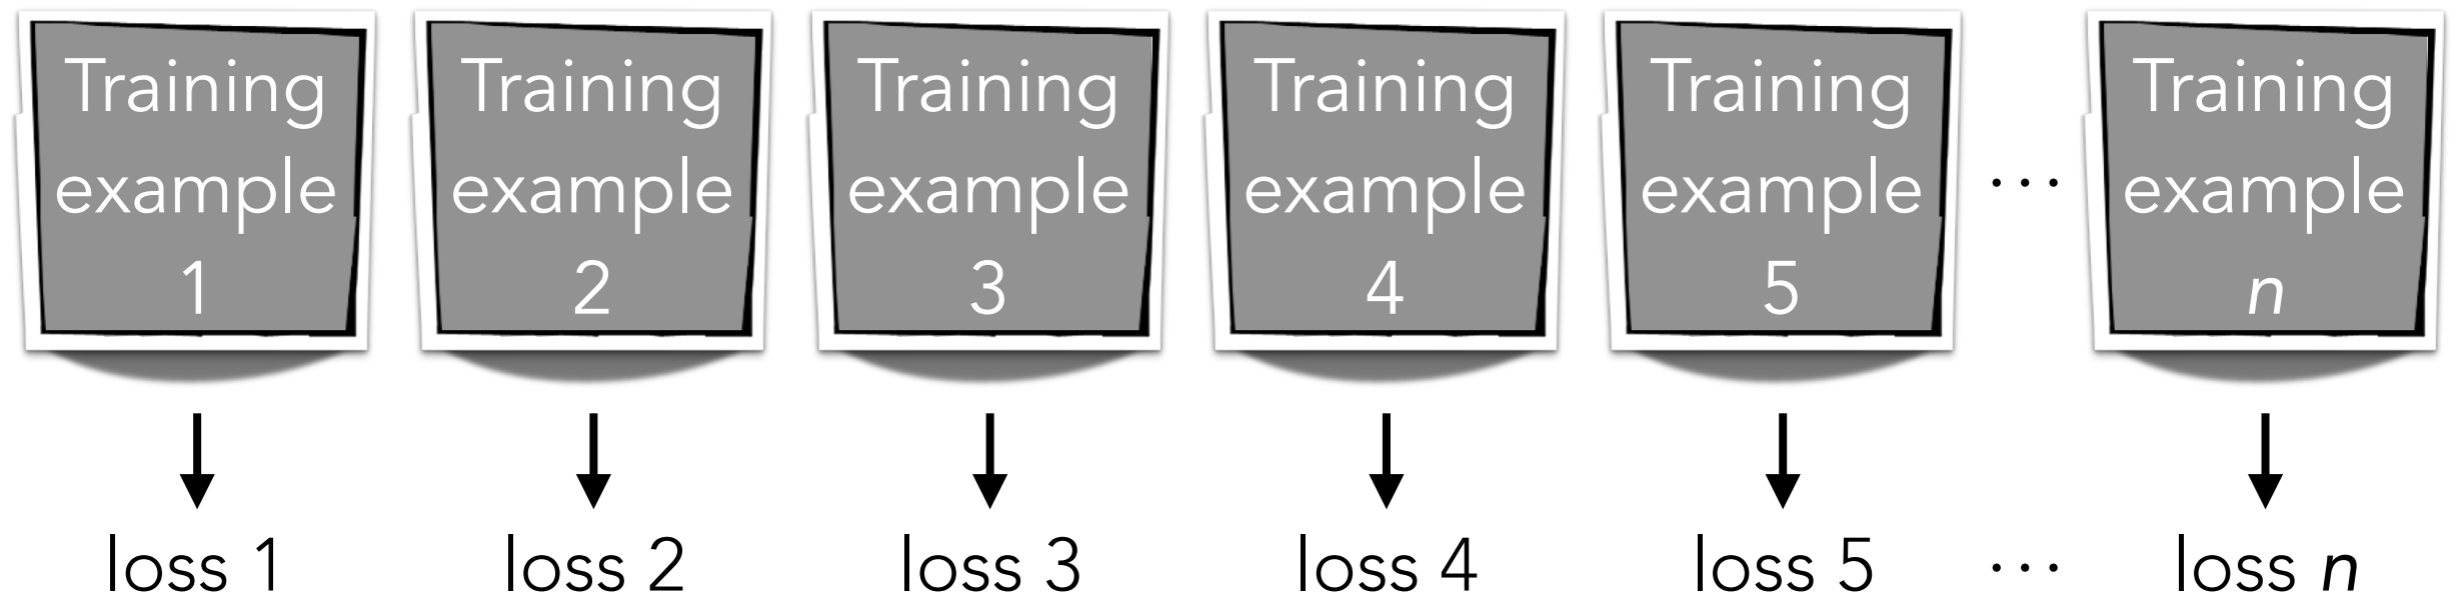 Training
example
1
Training
example
2
Training
example
3
Training
example
4
Training
example
5
...
Training
example
n
loss 1
loss 2
loss 3
loss 4
loss 5
...
loss n